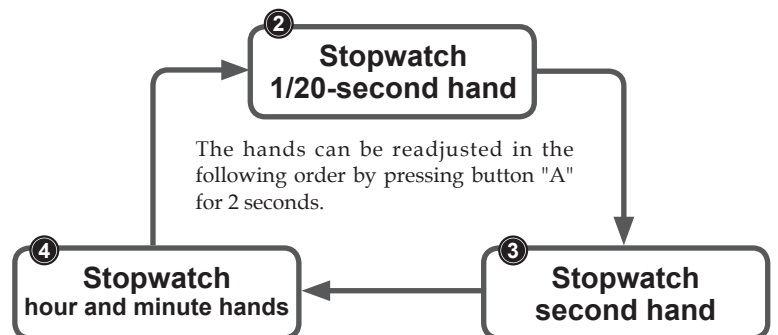 2
Stopwatch
1/20-second hand
The hands can be readjusted in the
following order by pressing button "A"
for 2 seconds.
4
Stopwatch
hour and minute hands
3
Stopwatch
second hand